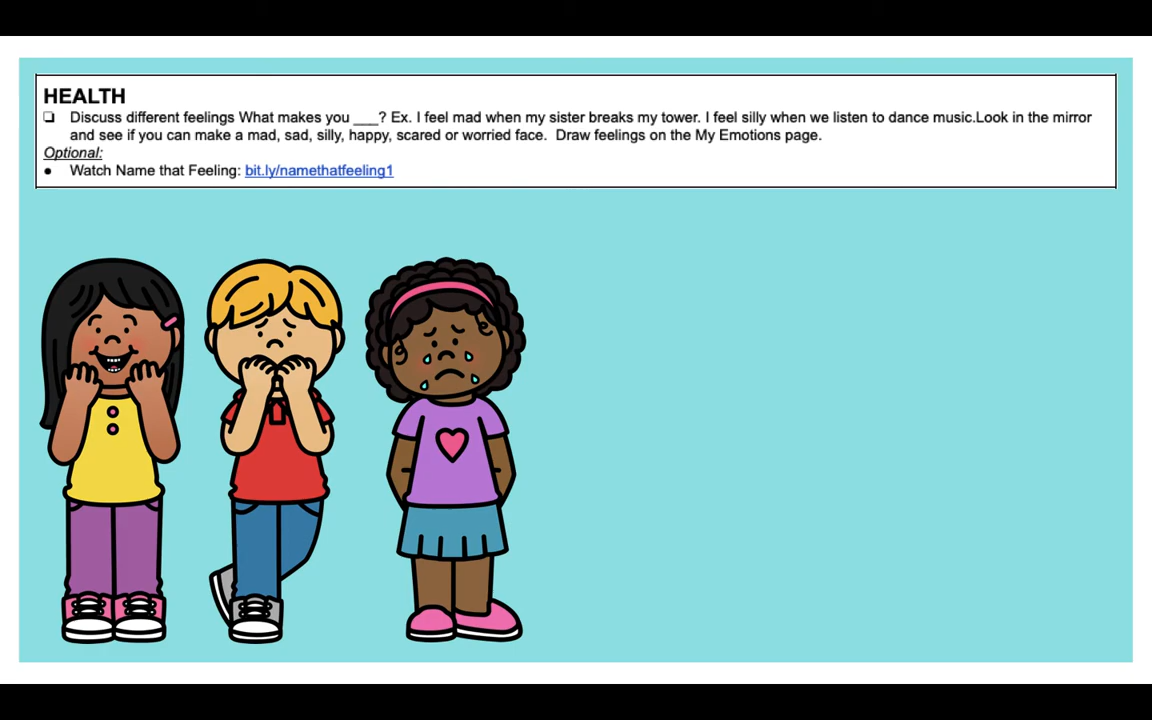 HEALTH
❏ Discuss different feelings What makes you ___? Ex. I feel mad when my sister breaks my tower. I feel silly when we listen to dance music.Look in the mirror
and see if you can make a mad, sad, silly, happy, scared or worried face.  Draw feelings on the My Emotions page.
Optional:
● Watch Name that Feeling: bit.ly/namethatfeeling1